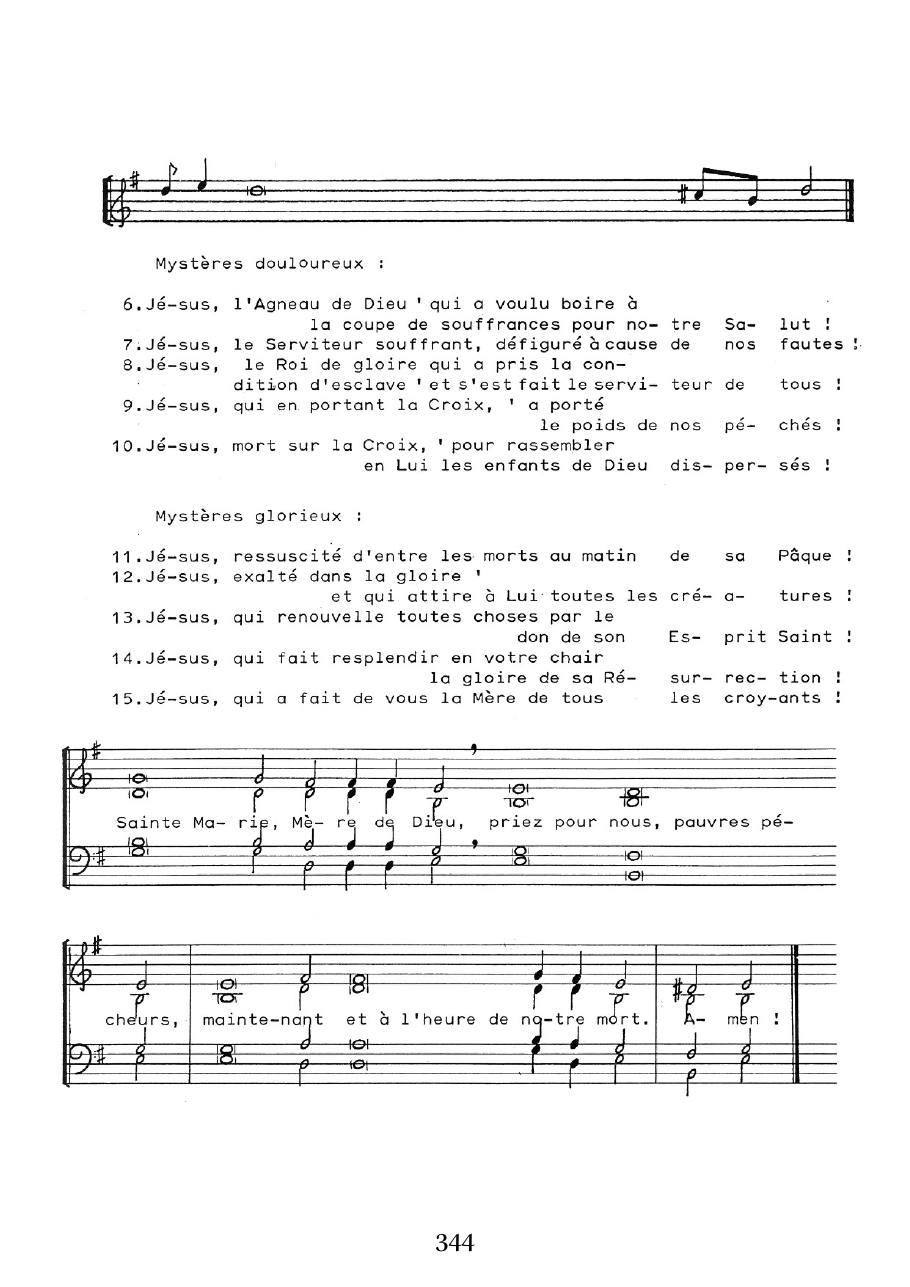 Mystères douloureux :
6.Jé-sus, l'Agneau de Dieu ' qui a voulu boire à
la coupe de souffrances pour no- tre Sa- lut !
7.Jé-sus, le Serviteur souffrant, défiguré à cause de nos fautes !
8.Jé-sus, le Roi de gloire qui a pris la con-
dition d'esclave ' et s'est fait le servi- teur de tous !
9.Jé-sus, qui en portant la Croix, ' a porté
le poids de nos pé- chés !
10.Jé-sus, mort sur la Croix, ' pour rassembler
en Lui les enfants de Dieu dis- per- sés !
Mystères glorieux :
11.Jé-sus, ressuscité d'entre les morts au matin de sa Pâque !
12.Jé-sus, exalté dans la gloire '
et qui attire à Lui toutes les cré- a- tures !
13.Jé-sus, qui renouvelle toutes choses par le
don de son Es- prit Saint !
14.Jé-sus, qui fait resplendir en votre chair
la gloire de sa Ré- sur- rec- tion !
15.Jé-sus, qui a fait de vous la Mère de tous les croy-ants !
Sainte Ma- rie, Mè- re de Dieu, priez pour nous, pauvres pé-
cheurs, mainte-nant et à l'heure de no-tre mort. A- men !
344